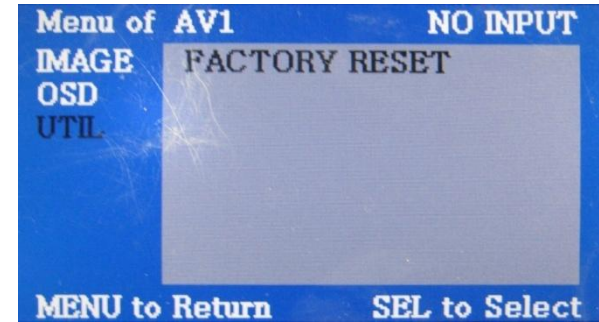 Menu of AV1 NO INPUT
IMAGE FACTORY RESET
OSD
UTIL
MENU to Return SEL to Select